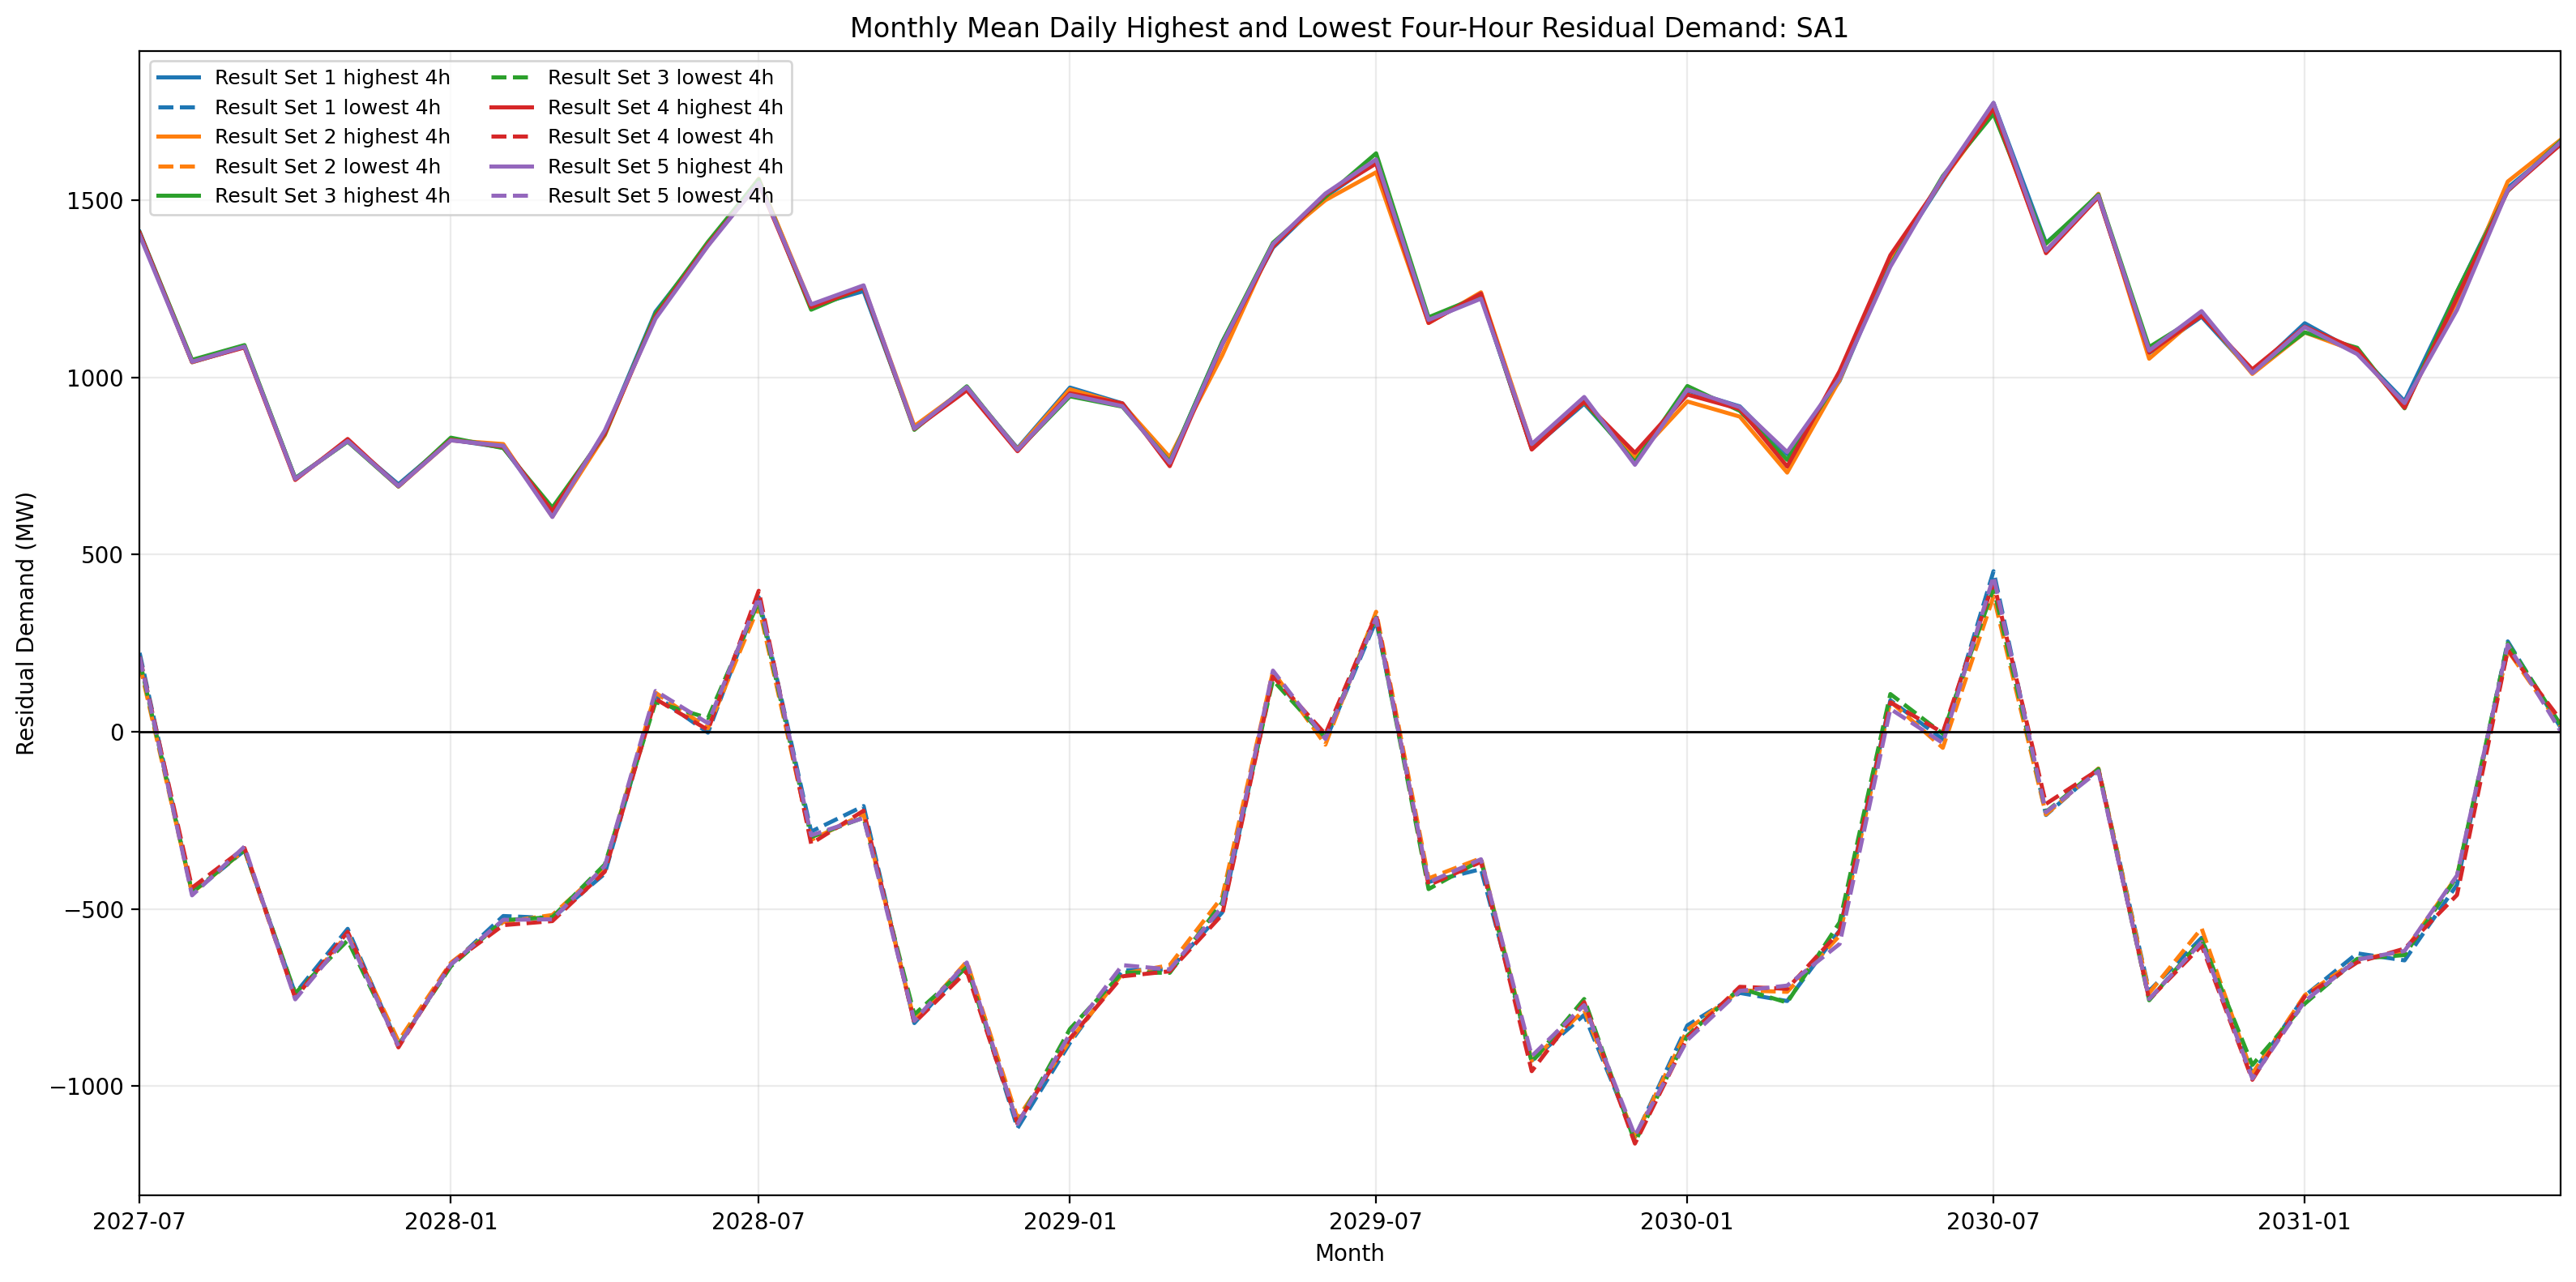 Monthly Mean Daily Highest and Lowest Four-Hour Residual Demand: SA1
Result Set 1 highest 4h
Result Set 1 lowest 4h
Result Set 2 highest 4h
Result Set 2 lowest 4h
Result Set 3 highest 4h
Result Set 3 lowest 4h
Result Set 4 highest 4h
Result Set 4 lowest 4h
Result Set 5 highest 4h
Result Set 5 lowest 4h
Residual Demand (MW)
1500
1000
500
0
−500
−1000
2027-07
2028-01
2028-07
2029-01
2029-07
2030-01
2030-07
2031-01
Month